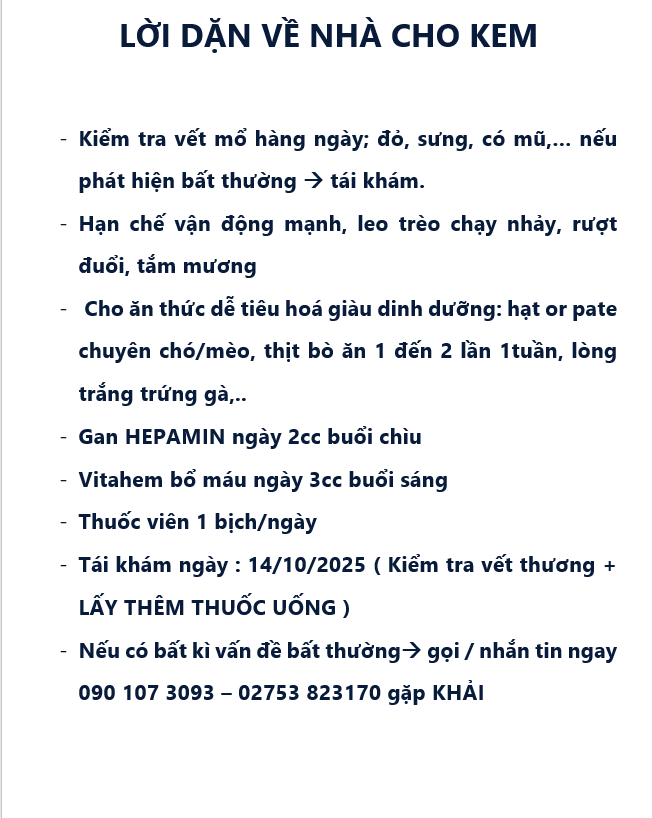 LỜI DẶN VỀ NHÀ CHO KEM
- Kiểm tra vết mổ hàng ngày; đỏ, sưng, có mũ,... nếu
phát hiện bất thường → tái khám.
- Hạn chế vận động mạnh, leo trèo chạy nhảy, rượt
đuổi, tắm mương
- Cho ăn thức dễ tiêu hoá giàu dinh dưỡng: hạt or pate
chuyên chó/mèo, thịt bò ăn 1 đến 2 lần 1tuần, lòng
trắng trứng gà,..
- Gan HEPAMIN ngày 2cc buổi chìu
- Vitahem bổ máu ngày 3cc buổi sáng
- Thuốc viên 1 bịch/ngày
- Tái khám ngày : 14/10/2025 ( Kiểm tra vết thương +
LẤY THÊM THUỐC UỐNG )
- Nếu có bất kì vấn đề bất thường→ gọi / nhắn tin ngay
090 107 3093 – 02753 823170 gặp KHẢI